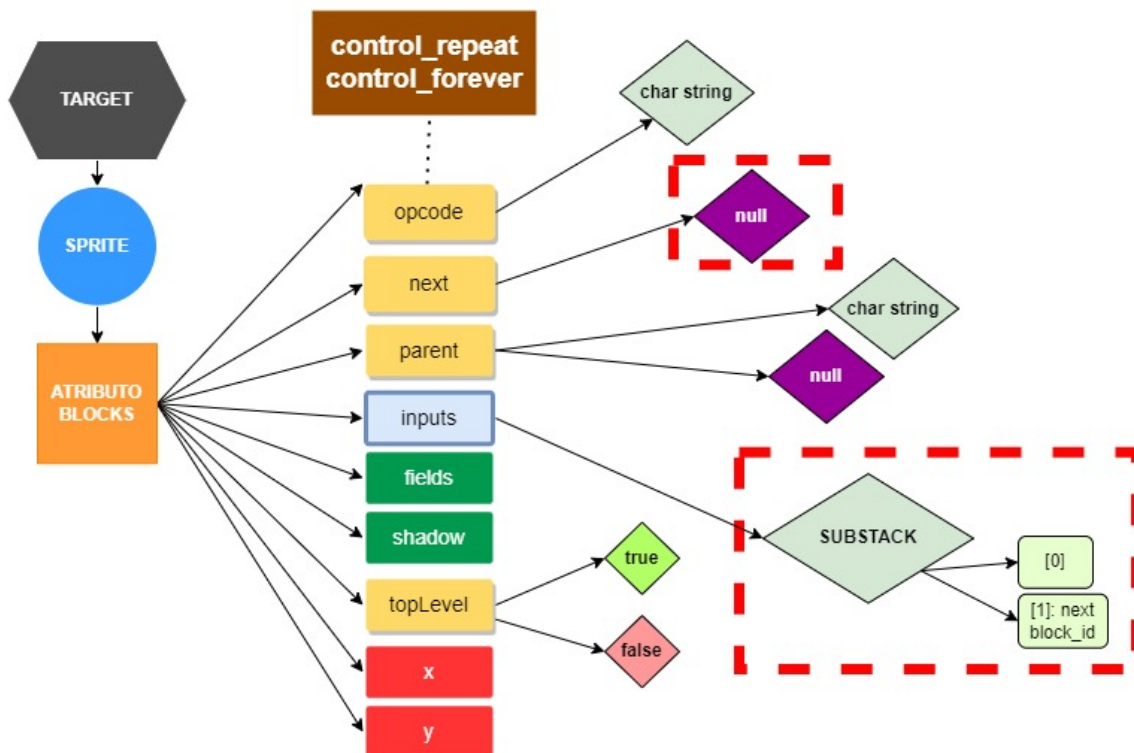 control_repeat
control_forever
TARGET
char string
opcode
null
SPRITE
next
char string
parent
null
ATRIBUTO
BLOCKS
inputs
fields
SUBSTACK
shadow
true
[0]
topLevel
[1]: next
block_id
false
x
y